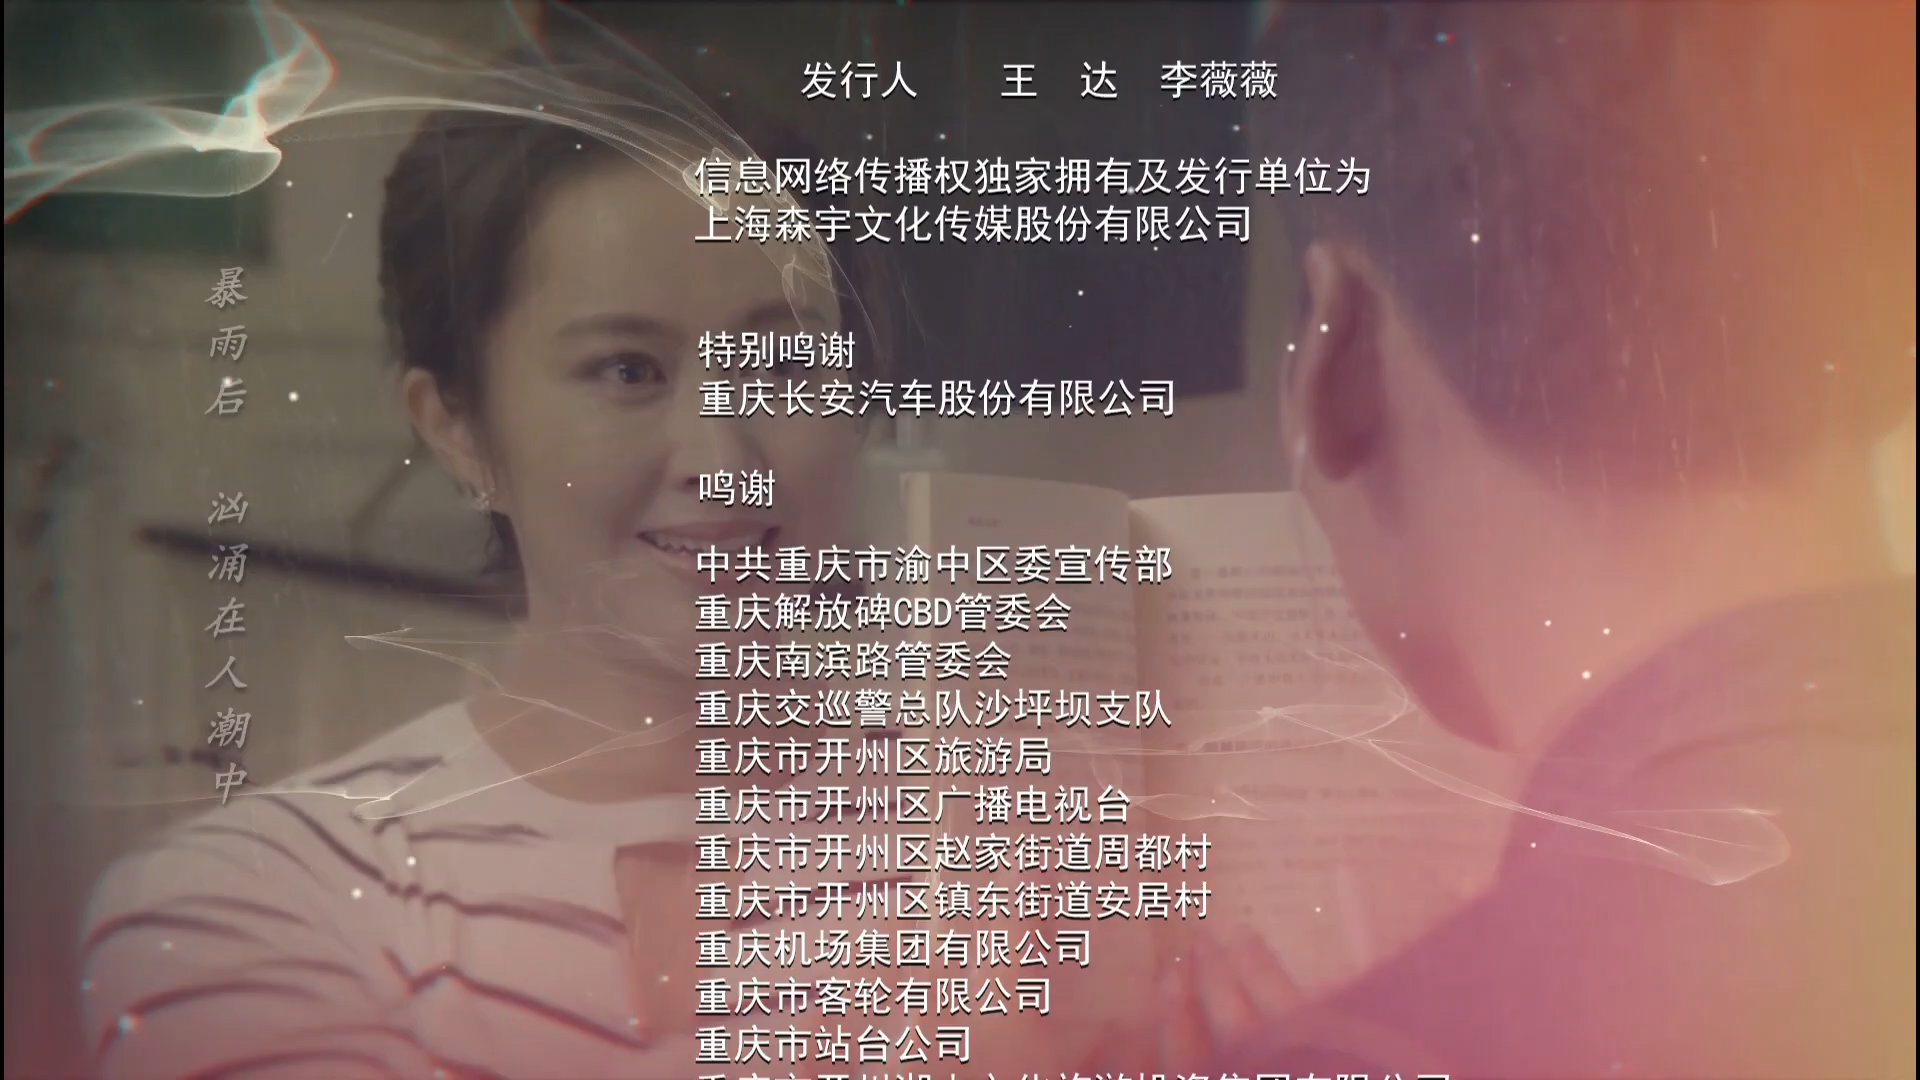 发行人 王 达 李薇薇
信息网络传播权独家拥有及发行单位为
上海森宇文化传媒股份有限公司
特别鸣谢
重庆长安汽车股份有限公司
鸣谢
中共重庆市渝中区委宣传部
重庆解放碑CBD管委会
重庆南滨路管委会
重庆交巡警总队沙坪坝支队
重庆市开州区旅游局
重庆市开州区广播电视台
重庆市开州区赵家街道周都村
重庆市开州区镇东街道安居村
重庆机场集团有限公司
重庆市客轮有限公司
重庆市站台公司
暴雨后 汹涌在人潮中